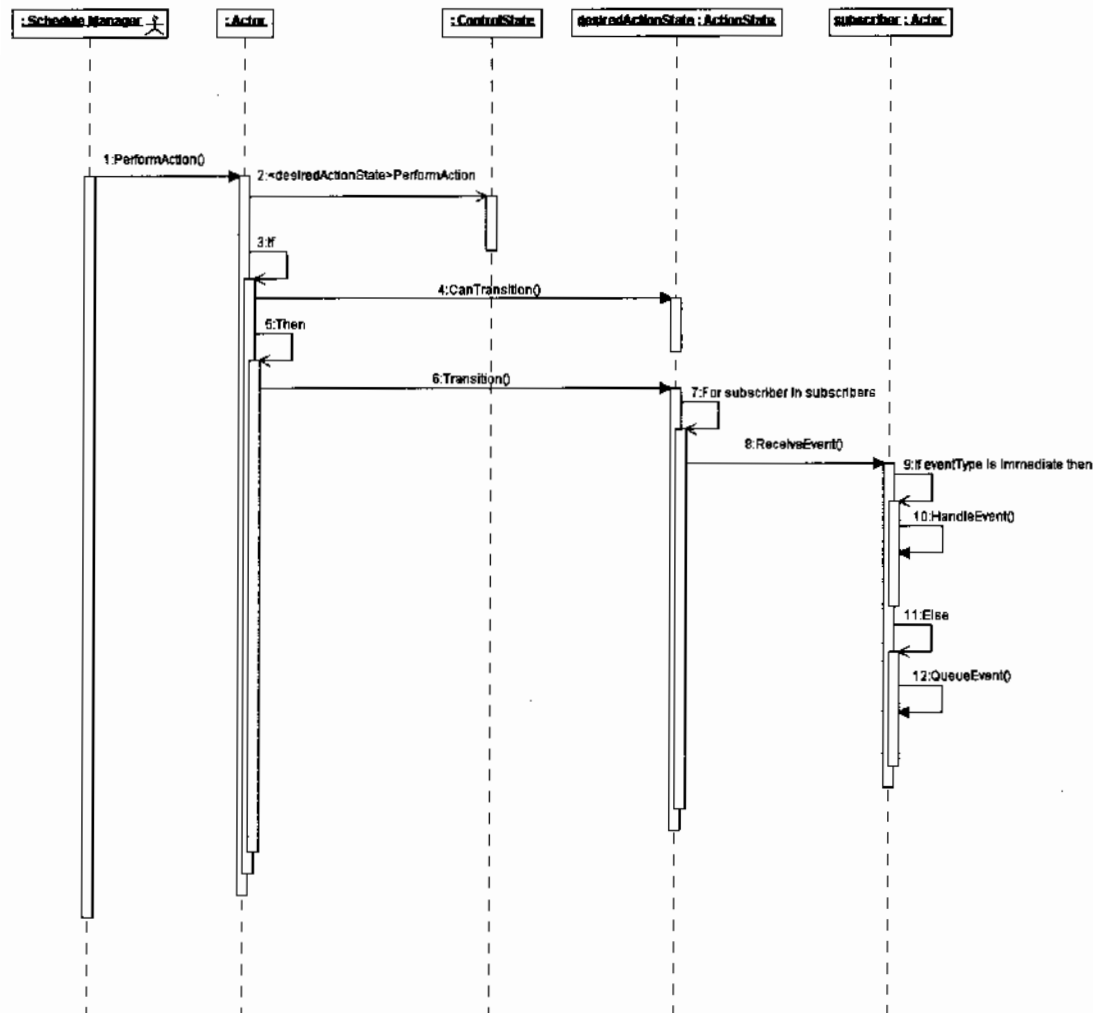 : Schedule Manager
: Actor
: ControlState
desiredActionState : ActionState
subscriber : Actor
1:PerformAction()
2:<desiredActionState>PerformAction
3:If
4:CanTransition()
5:Then
6:Transition()
7:For subscriber in subscribers
8:ReceiveEvent()
9:If eventType is immediate then
10:HandleEvent()
11:Else
12:QueueEvent()